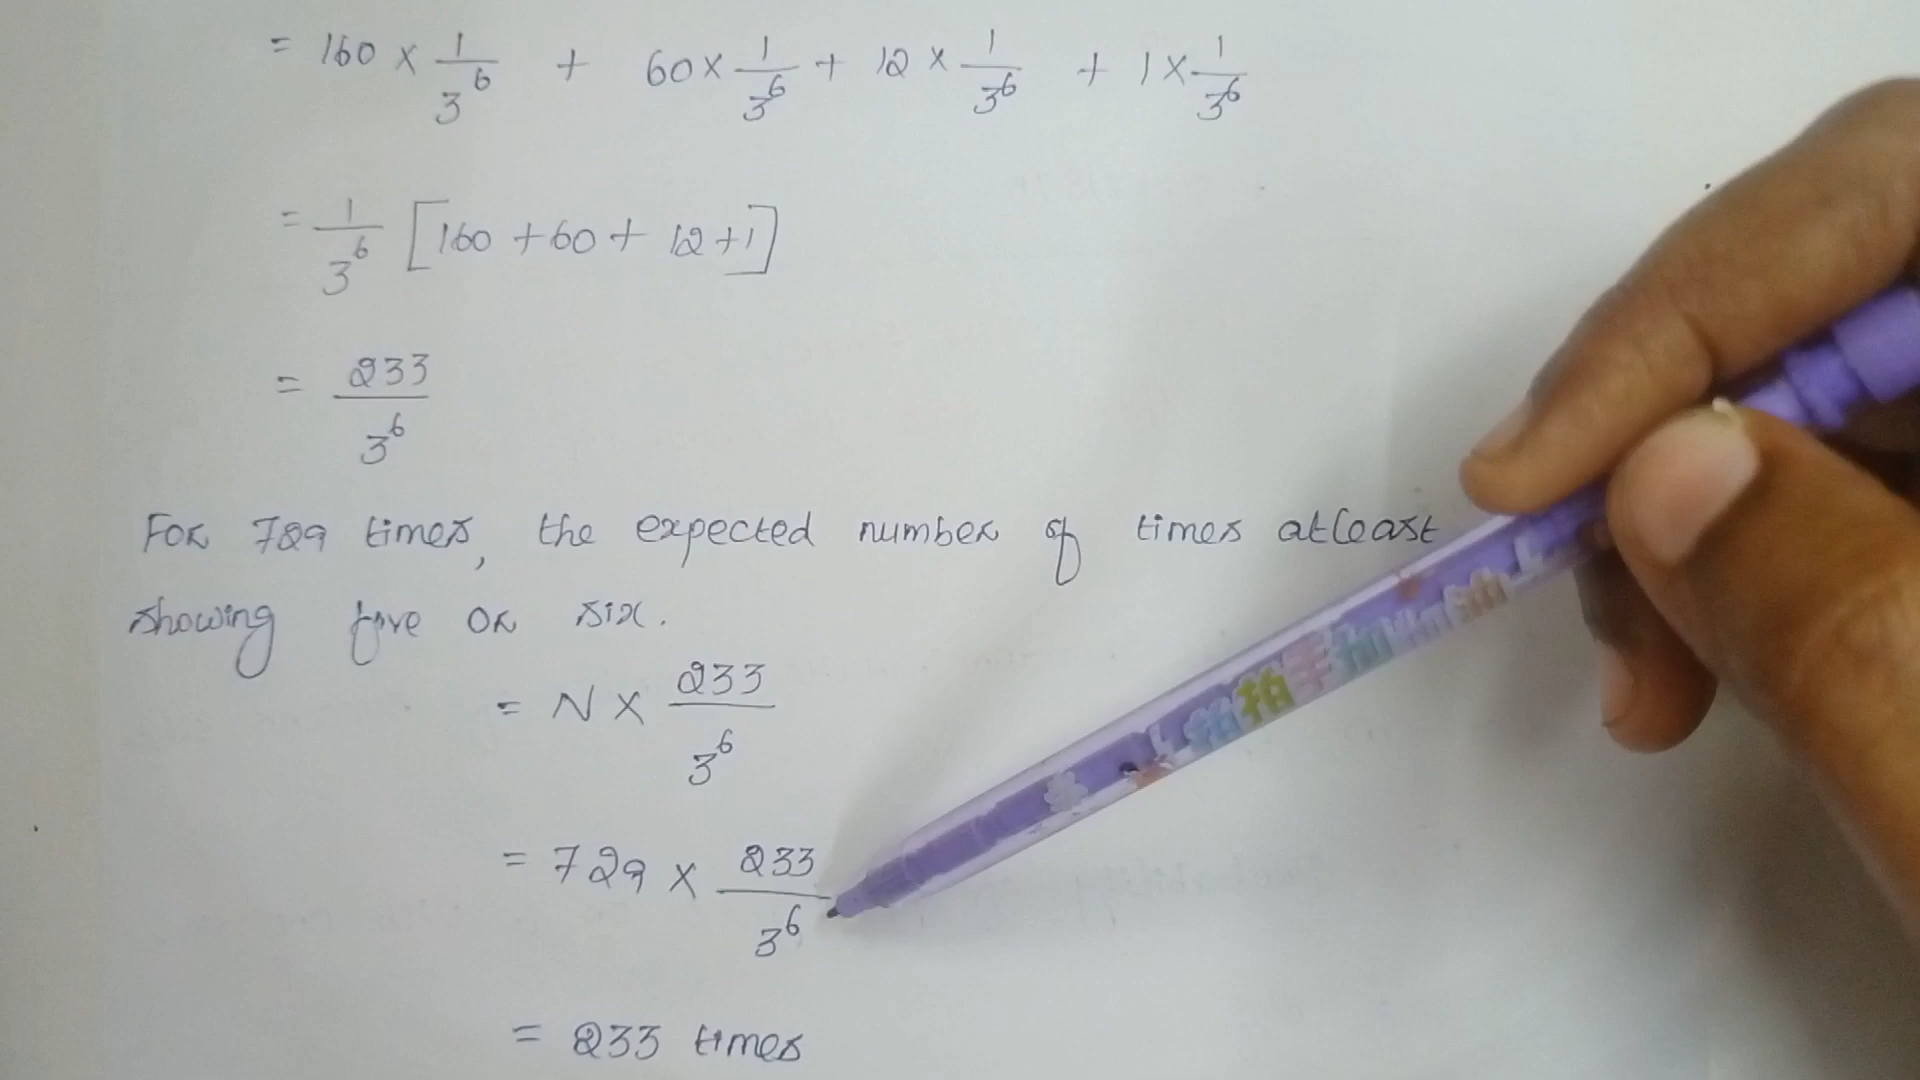 = 160 × 1/3^6 + 60 × 1/3^6 + 12 × 1/3^6 + 1 × 1/3^6
= 1/3^6 [160 + 60 + 12 + 1]
= 233/3^6
For 729 times, the expected number of times atleast
showing five or six.
= N × 233/3^6
= 729 × 233/3^6
= 233 times